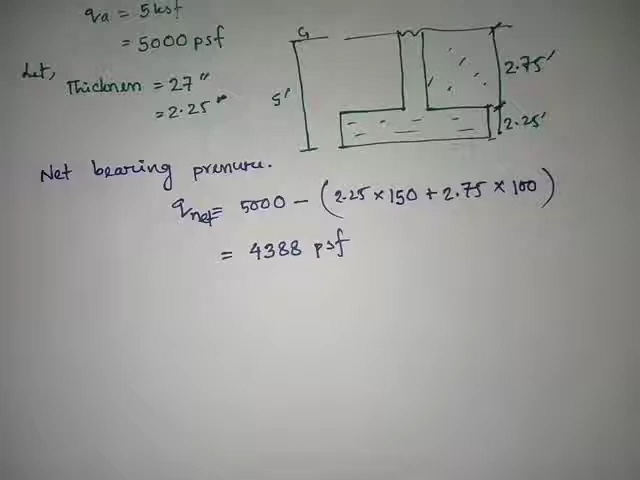 qa = 5 ksf
= 5000 psf
Let,
Thickness = 27"
= 2.25"
G
5'
2.75'
2.25'
Net bearing pressure.
qnet = 5000 - (2.25 × 150 + 2.75 × 100)
= 4388 psf